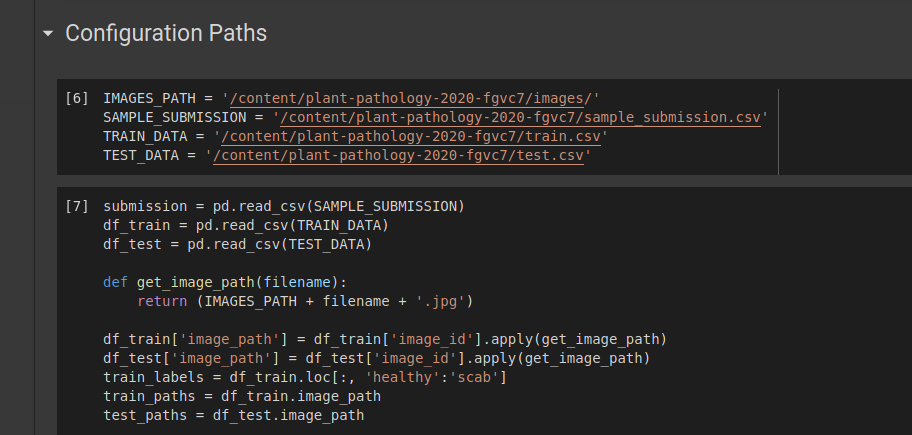 Configuration Paths
[6] IMAGES_PATH = '/content/plant-pathology-2020-fgvc7/images/'
SAMPLE_SUBMISSION = '/content/plant-pathology-2020-fgvc7/sample_submission.csv'
TRAIN_DATA = '/content/plant-pathology-2020-fgvc7/train.csv'
TEST_DATA = '/content/plant-pathology-2020-fgvc7/test.csv'
[7] submission = pd.read_csv(SAMPLE_SUBMISSION)
df_train = pd.read_csv(TRAIN_DATA)
df_test = pd.read_csv(TEST_DATA)
def get_image_path(filename):
    return (IMAGES_PATH + filename + '.jpg')
df_train['image_path'] = df_train['image_id'].apply(get_image_path)
df_test['image_path'] = df_test['image_id'].apply(get_image_path)
train_labels = df_train.loc[:, 'healthy':'scab']
train_paths = df_train.image_path
test_paths = df_test.image_path